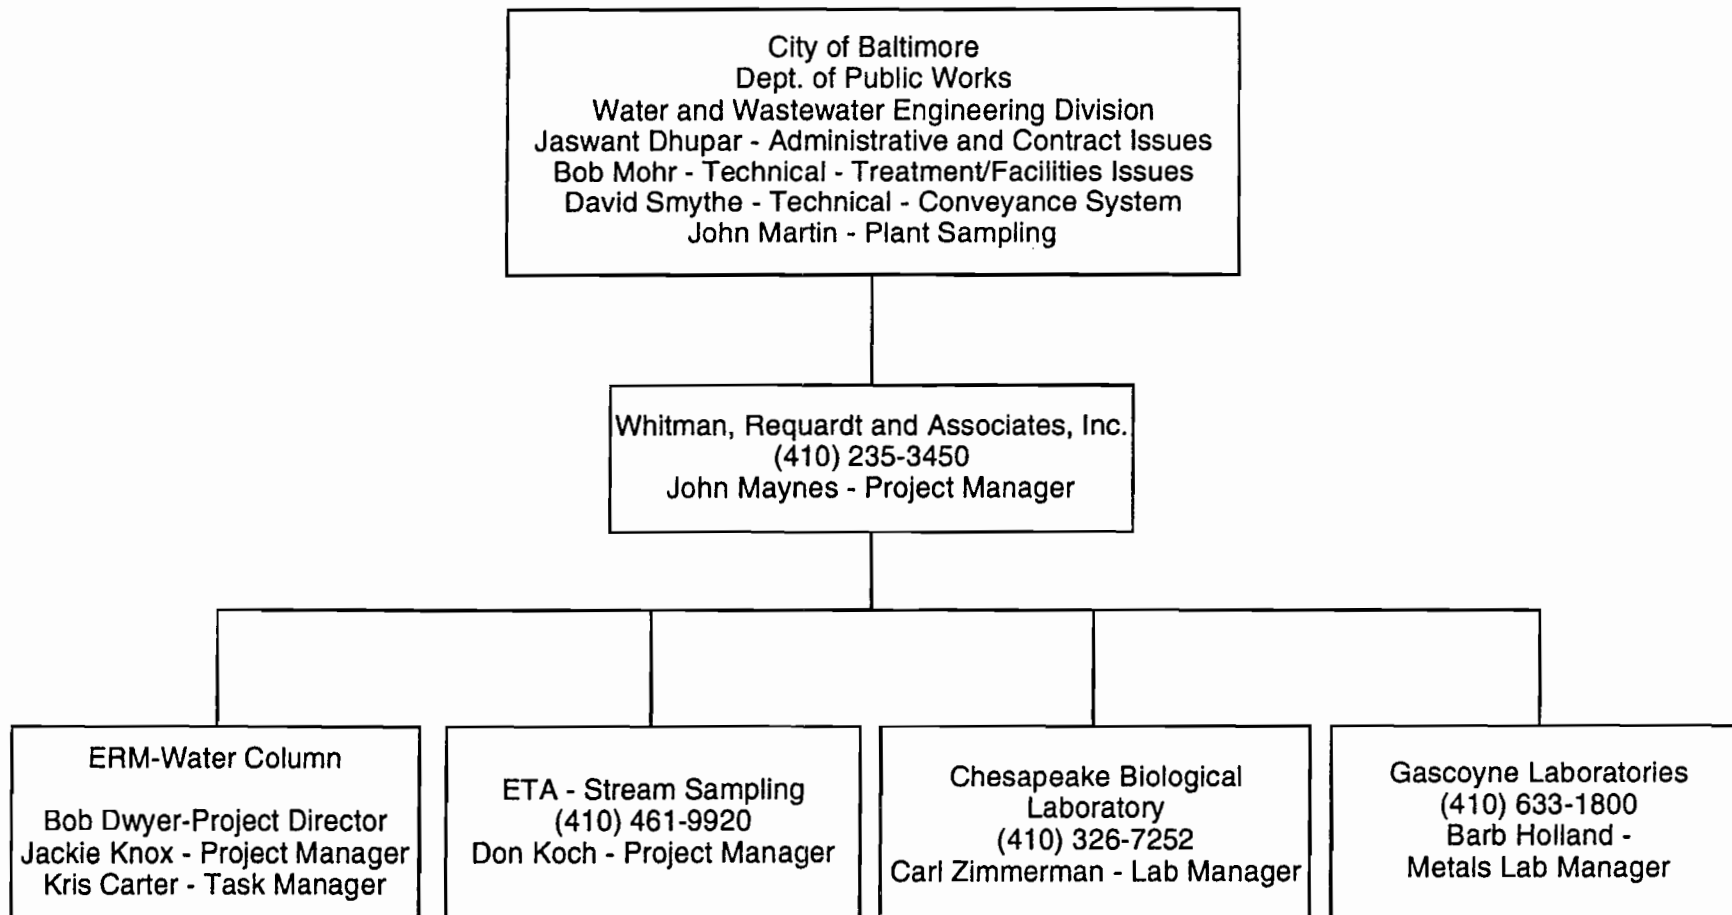 City of Baltimore
Dept. of Public Works
Water and Wastewater Engineering Division
Jaswant Dhupar - Administrative and Contract Issues
Bob Mohr - Technical - Treatment/Facilities Issues
David Smythe - Technical - Conveyance System
John Martin - Plant Sampling
Whitman, Requardt and Associates, Inc.
(410) 235-3450
John Maynes - Project Manager
ERM-Water Column
Bob Dwyer-Project Director
Jackie Knox - Project Manager
Kris Carter - Task Manager
ETA - Stream Sampling
(410) 461-9920
Don Koch - Project Manager
Chesapeake Biological
Laboratory
(410) 326-7252
Carl Zimmerman - Lab Manager
Gascoyne Laboratories
(410) 633-1800
Barb Holland -
Metals Lab Manager